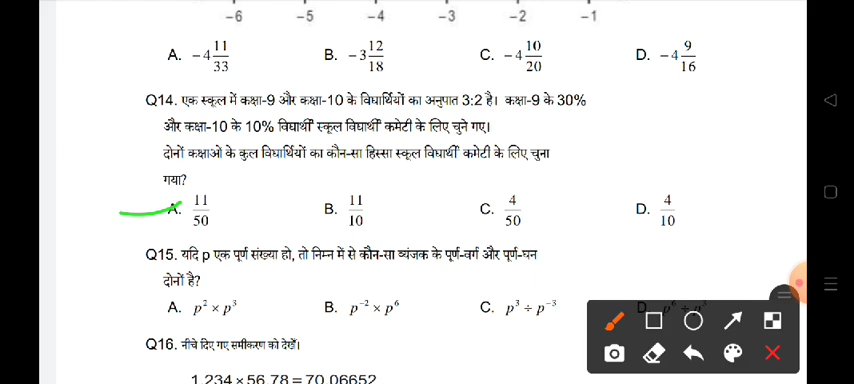 -6 -5 -4 -3 -2 -1
A. -4 11/33 B. -3 12/18 C. -4 10/20 D. -4 9/16
Q14. एक स्कूल में कक्षा-9 और कक्षा-10 के विद्यार्थियों का अनुपात 3:2 है। कक्षा-9 के 30%
और कक्षा-10 के 10% विद्यार्थी स्कूल विद्यार्थी कमेटी के लिए चुने गए।
दोनों कक्षाओं के कुल विद्यार्थियों का कौन-सा हिस्सा स्कूल विद्यार्थी कमेटी के लिए चुना
गया?
A. 11/50 B. 11/10 C. 4/50 D. 4/10
Q15. यदि p एक पूर्ण संख्या हो, तो निम्न में से कौन-सा व्यंजक के पूर्ण-वर्ग और पूर्ण-घन
दोनों है?
A. p² × p³ B. p⁻² × p⁶ C. p³ ÷ p⁻³ D.
Q16. नीचे दिए गए समीकरण को देखें।
1.234 × 56.78 = 70.06652